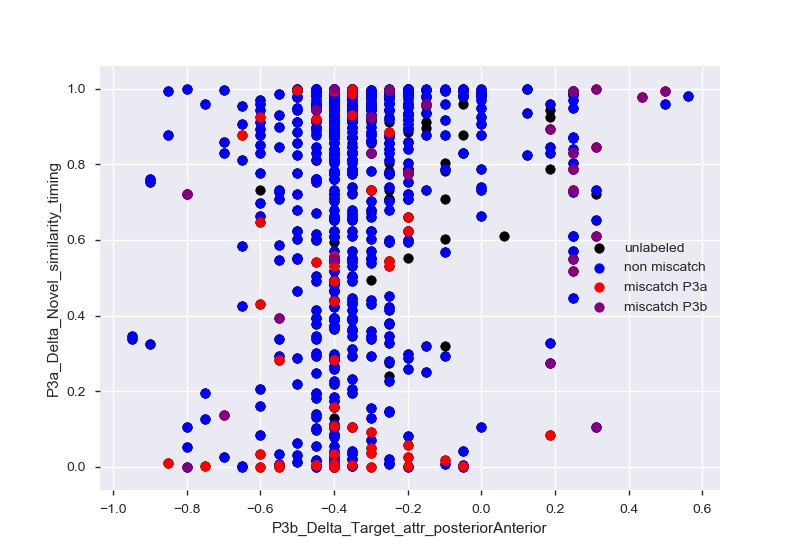 1.0
0.8
0.6
0.4
0.2
0.0
P3a_Delta_Novel_similarity_timing
unlabeled
non miscatch
miscatch P3a
miscatch P3b
−1.0 −0.8 −0.6 −0.4 −0.2 0.0 0.2 0.4 0.6
P3b_Delta_Target_attr_posteriorAnterior